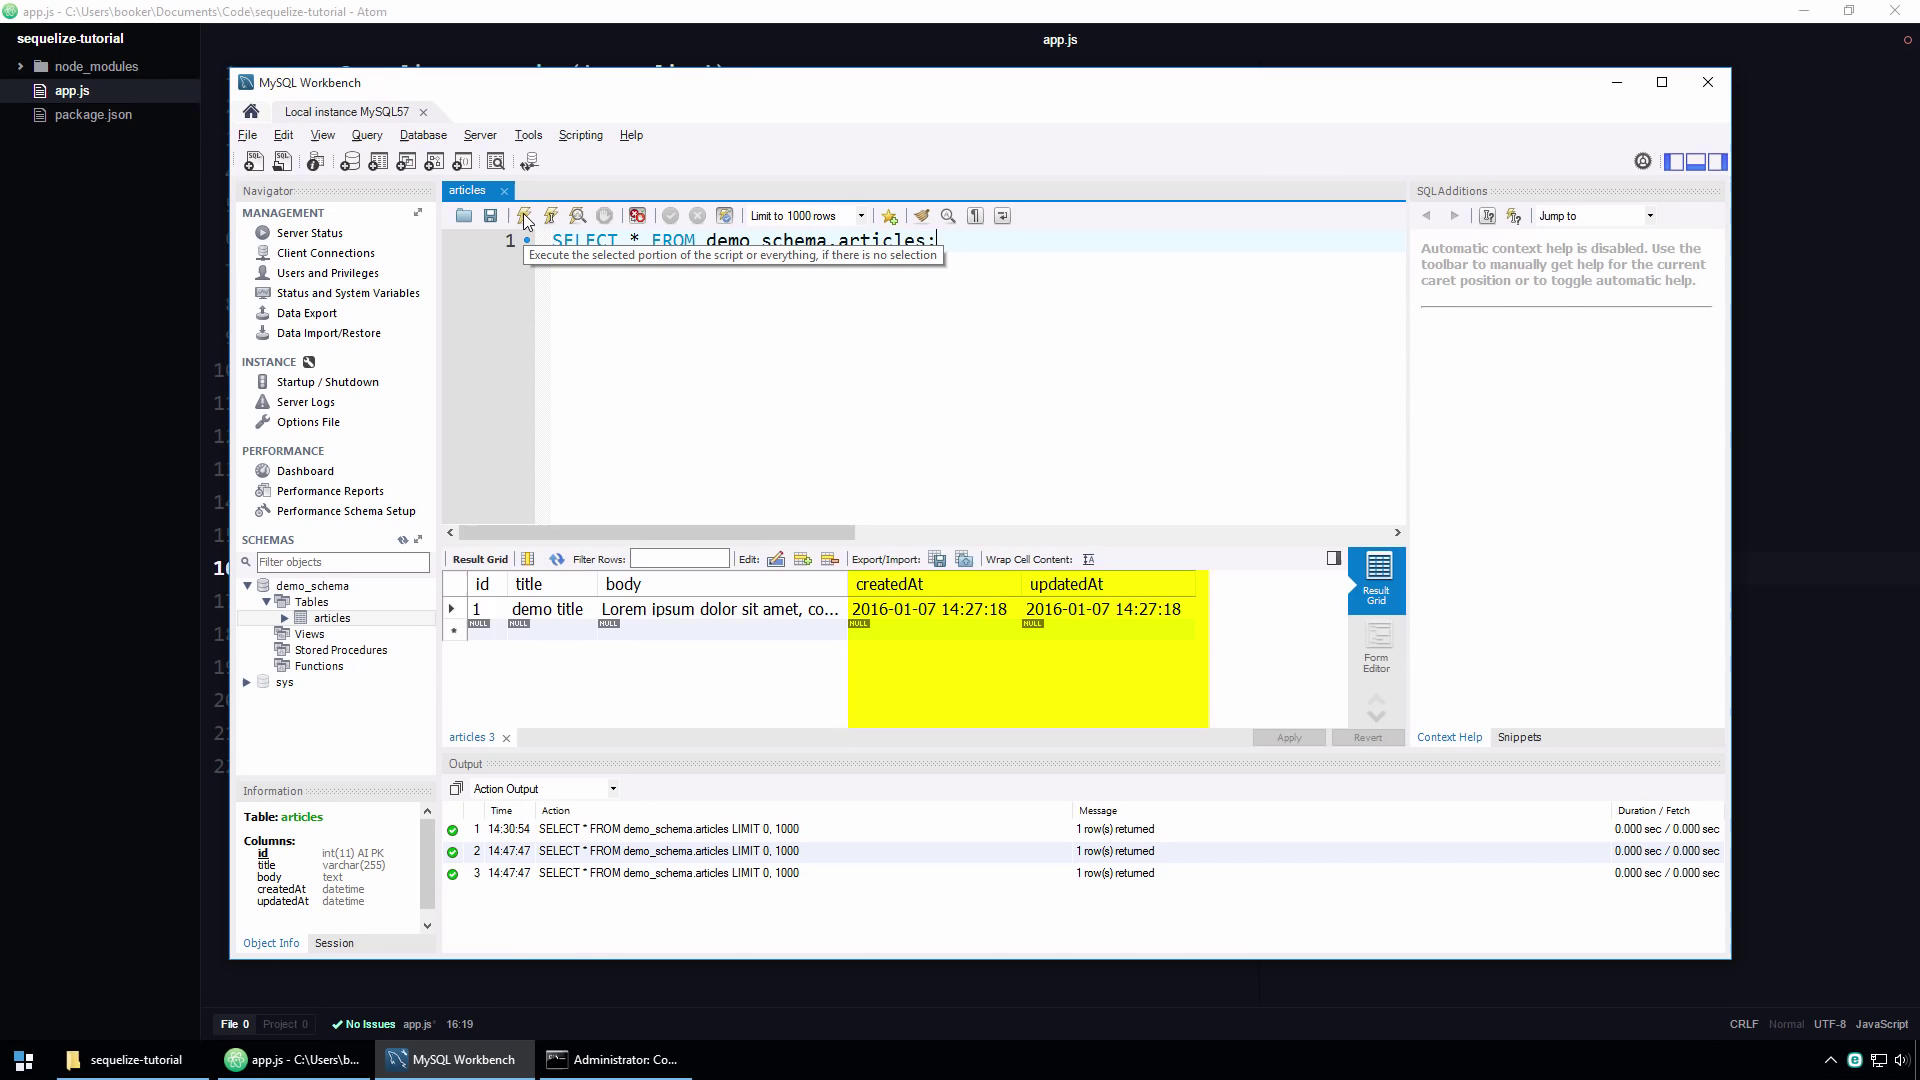 app.js - C:\Users\booker\Documents\Code\sequelize-tutorial - Atom
sequelize-tutorial
node_modules
app.js
package.json
app.js
MySQL Workbench
Local instance MySQL57
File Edit View Query Database Server Tools Scripting Help
Navigator
MANAGEMENT
Server Status
Client Connections
Users and Privileges
Status and System Variables
Data Export
Data Import/Restore
INSTANCE
Startup / Shutdown
Server Logs
Options File
PERFORMANCE
Dashboard
Performance Reports
Performance Schema Setup
SCHEMAS
Filter objects
demo_schema
Tables
articles
Views
Stored Procedures
Functions
sys
Information
Table: articles
Columns:
id int(11) AI PK
title varchar(255)
body text
createdAt datetime
updatedAt datetime
Object Info Session
articles
Limit to 1000 rows
1 SELECT * FROM demo_schema.articles;
Execute the selected portion of the script or everything, if there is no selection
Result Grid Filter Rows: Edit: Export/Import: Wrap Cell Content:
id title body createdAt updatedAt
1 demo title Lorem ipsum dolor sit amet, co... 2016-01-07 14:27:18 2016-01-07 14:27:18
NULL NULL NULL NULL NULL
Result Grid
Form Editor
articles 3 Apply Revert
SQLAdditions
Jump to
Automatic context help is disabled. Use the
toolbar to manually get help for the current
caret position or to toggle automatic help.
Context Help Snippets
Output
Action Output
Time Action Message Duration / Fetch
1 14:30:54 SELECT * FROM demo_schema.articles LIMIT 0, 1000 1 row(s) returned 0.000 sec / 0.000 sec
2 14:47:47 SELECT * FROM demo_schema.articles LIMIT 0, 1000 1 row(s) returned 0.000 sec / 0.000 sec
3 14:47:47 SELECT * FROM demo_schema.articles LIMIT 0, 1000 1 row(s) returned 0.000 sec / 0.000 sec
File 0 Project 0 No Issues app.js* 16:19 CRLF Normal UTF-8 JavaScript
sequelize-tutorial app.js - C:\Users\b... MySQL Workbench Administrator: Co...